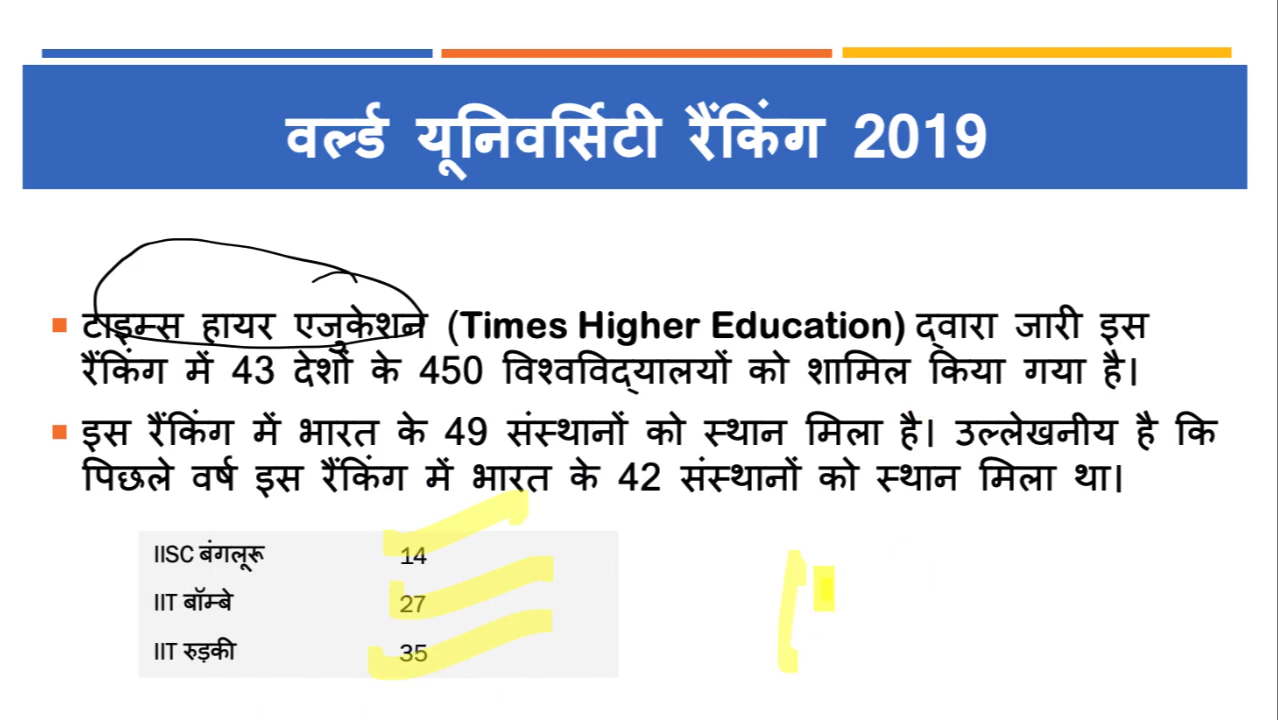 वर्ल्ड यूनिवर्सिटी रैंकिंग 2019
टाइम्स हायर एजुकेशन (Times Higher Education) द्वारा जारी इस
रैंकिंग में 43 देशों के 450 विश्वविद्यालयों को शामिल किया गया है।
इस रैंकिंग में भारत के 49 संस्थानों को स्थान मिला है। उल्लेखनीय है कि
पिछले वर्ष इस रैंकिंग में भारत के 42 संस्थानों को स्थान मिला था।
IISC बंगलूरू 14
IIT बॉम्बे 27
IIT रुड़की 35